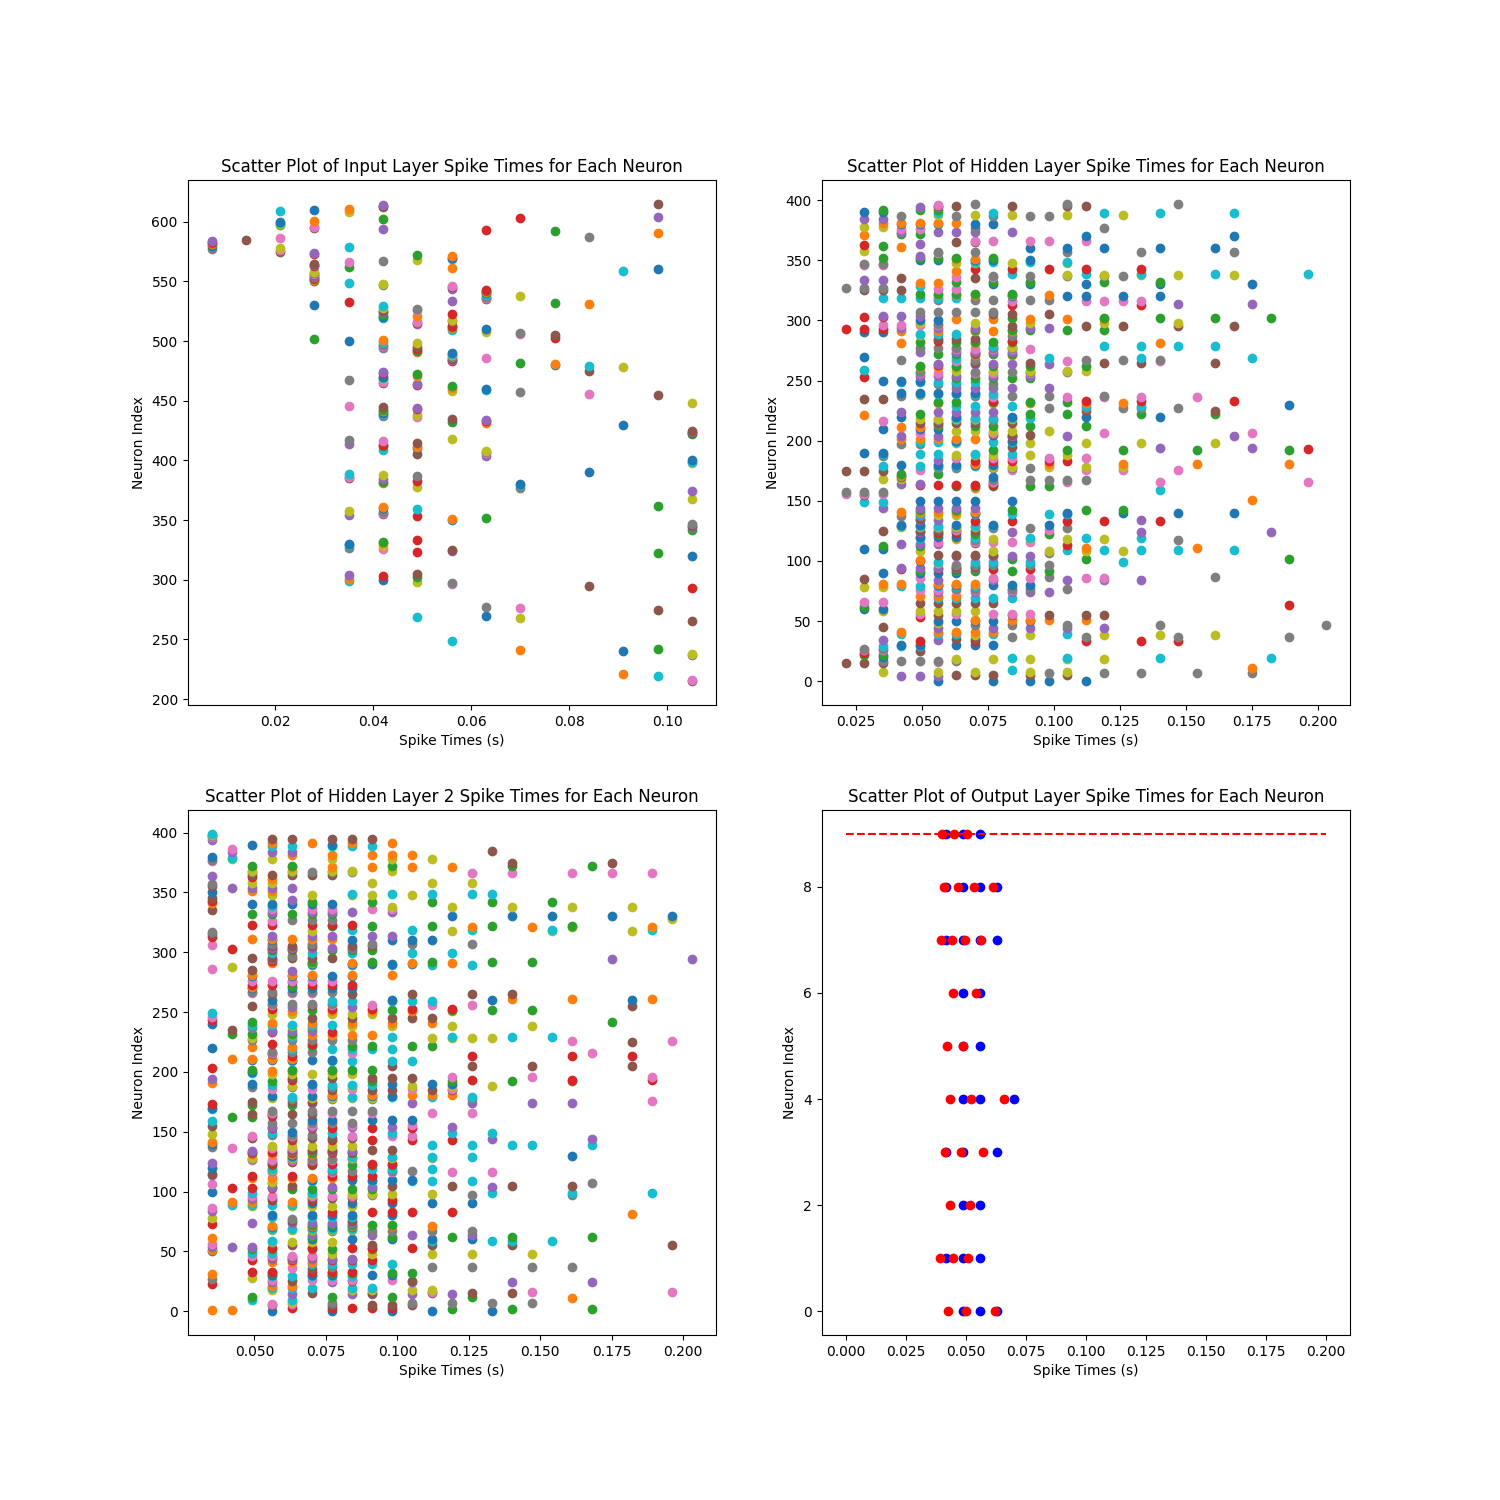 Scatter Plot of Input Layer Spike Times for Each Neuron
Neuron Index
600
550
500
450
400
350
300
250
200
0.02 0.04 0.06 0.08 0.10
Spike Times (s)
Scatter Plot of Hidden Layer Spike Times for Each Neuron
Neuron Index
400
350
300
250
200
150
100
50
0
0.025 0.050 0.075 0.100 0.125 0.150 0.175 0.200
Spike Times (s)
Scatter Plot of Hidden Layer 2 Spike Times for Each Neuron
Neuron Index
400
350
300
250
200
150
100
50
0
0.050 0.075 0.100 0.125 0.150 0.175 0.200
Spike Times (s)
Scatter Plot of Output Layer Spike Times for Each Neuron
Neuron Index
8
6
4
2
0
0.000 0.025 0.050 0.075 0.100 0.125 0.150 0.175 0.200
Spike Times (s)